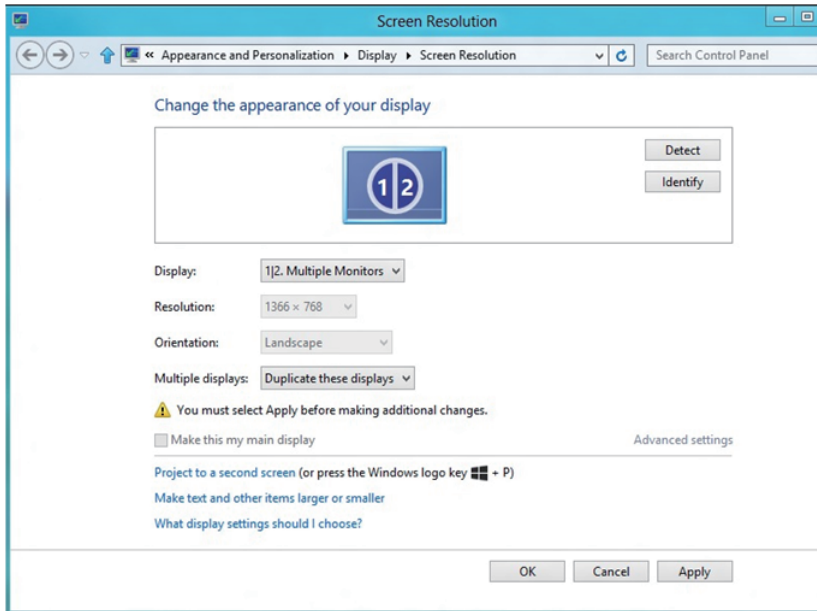 Screen Resolution
« Appearance and Personalization ▸ Display ▸ Screen Resolution
Search Control Panel
Change the appearance of your display
1|2
Detect
Identify
Display: 1|2. Multiple Monitors
Resolution: 1366 × 768
Orientation: Landscape
Multiple displays: Duplicate these displays
You must select Apply before making additional changes.
Make this my main display
Advanced settings
Project to a second screen (or press the Windows logo key + P)
Make text and other items larger or smaller
What display settings should I choose?
OK Cancel Apply